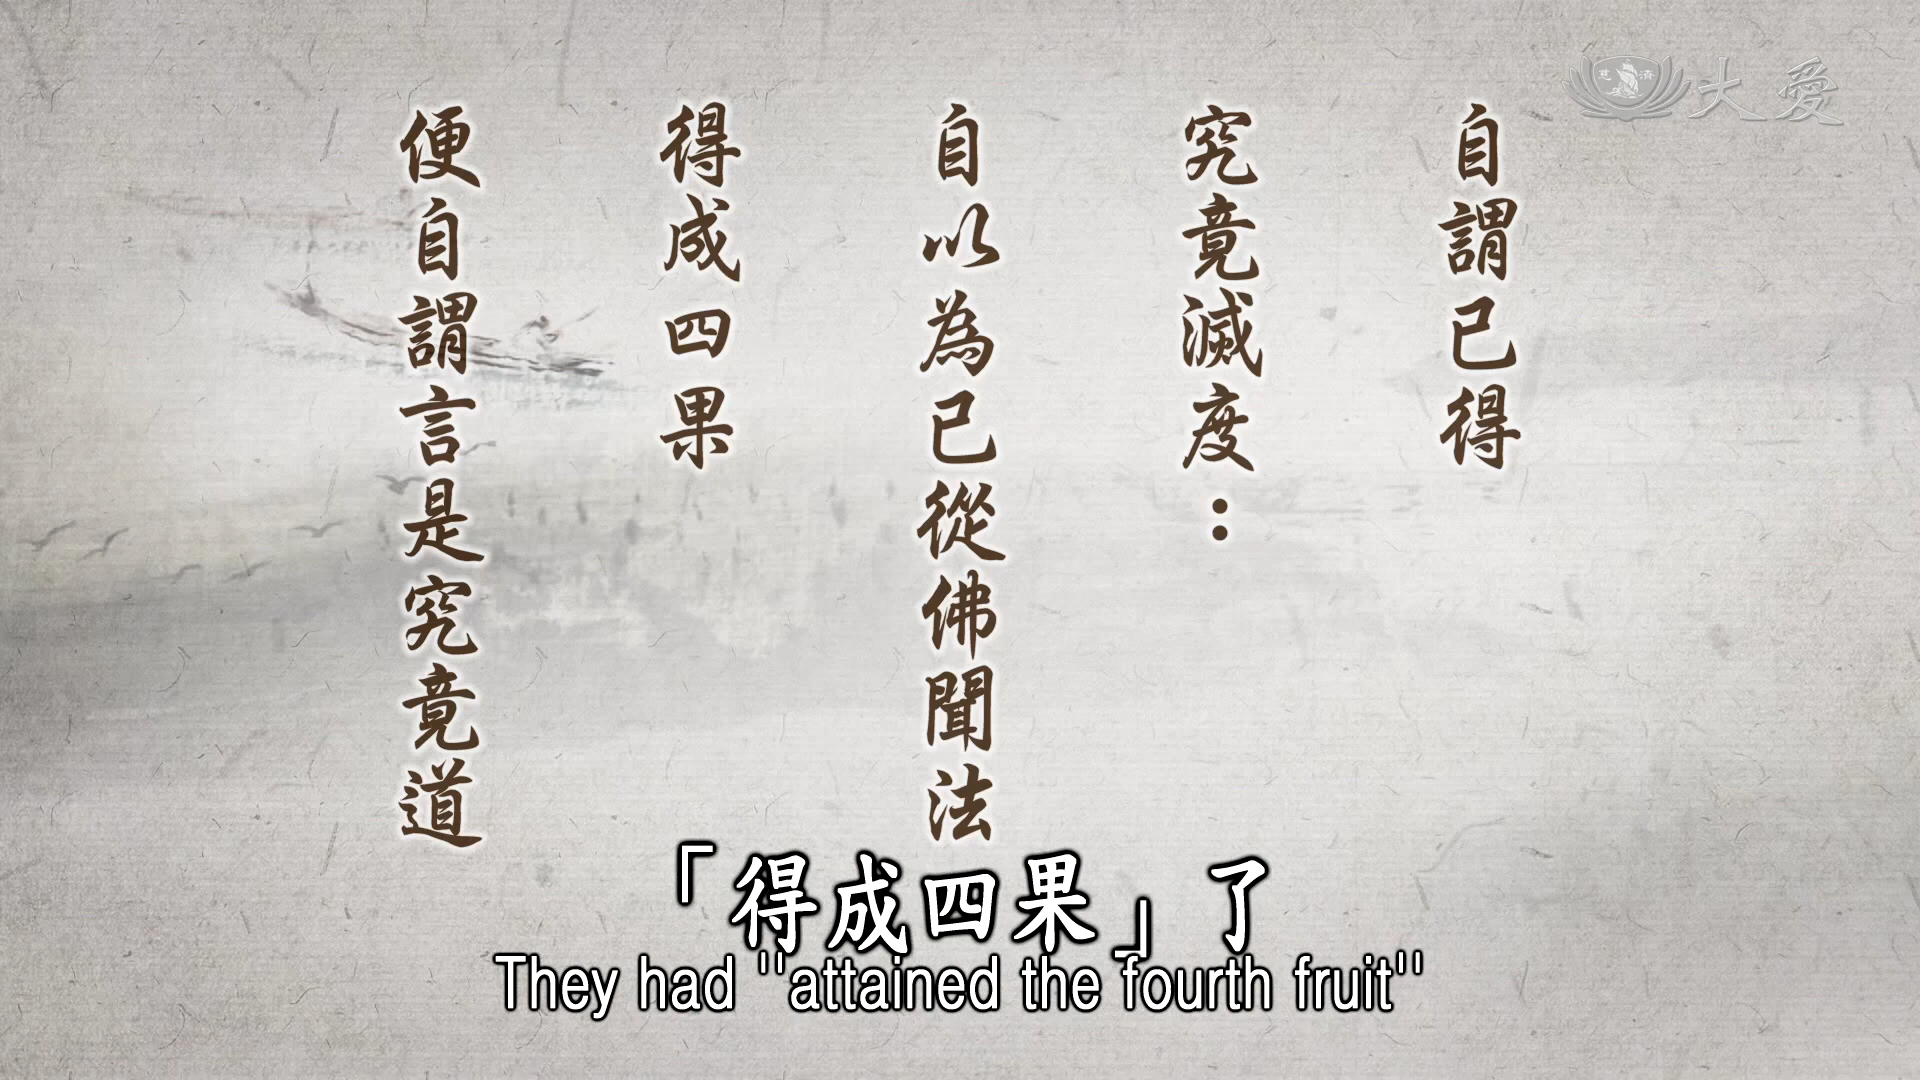 自謂已得
究竟滅度：
自以為已從佛聞法
得成四果
便自謂言是究竟道
慈濟
大愛
「得成四果」了
They had "attained the fourth fruit"